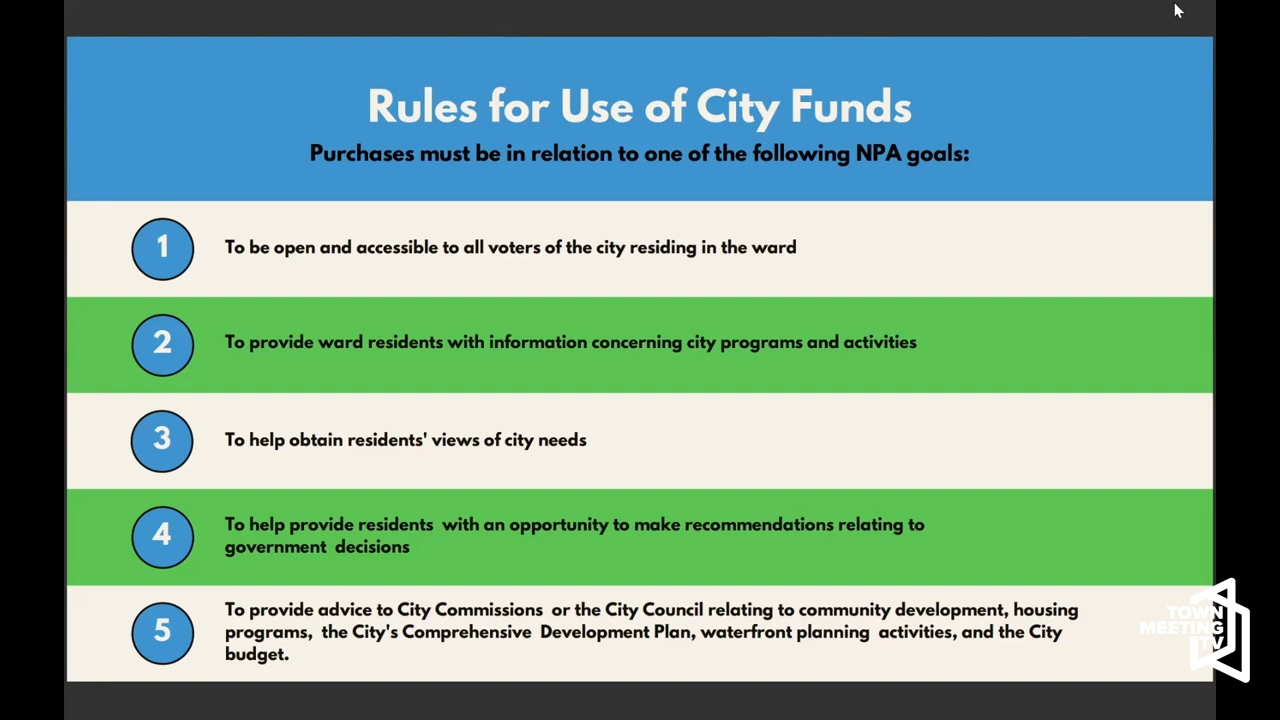 Rules for Use of City Funds
Purchases must be in relation to one of the following NPA goals:
1
To be open and accessible to all voters of the city residing in the ward
2
To provide ward residents with information concerning city programs and activities
3
To help obtain residents' views of city needs
4
To help provide residents with an opportunity to make recommendations relating to
government decisions
5
To provide advice to City Commissions or the City Council relating to community development, housing
programs, the City's Comprehensive Development Plan, waterfront planning activities, and the City
budget.
TOWN
MEETING
TV